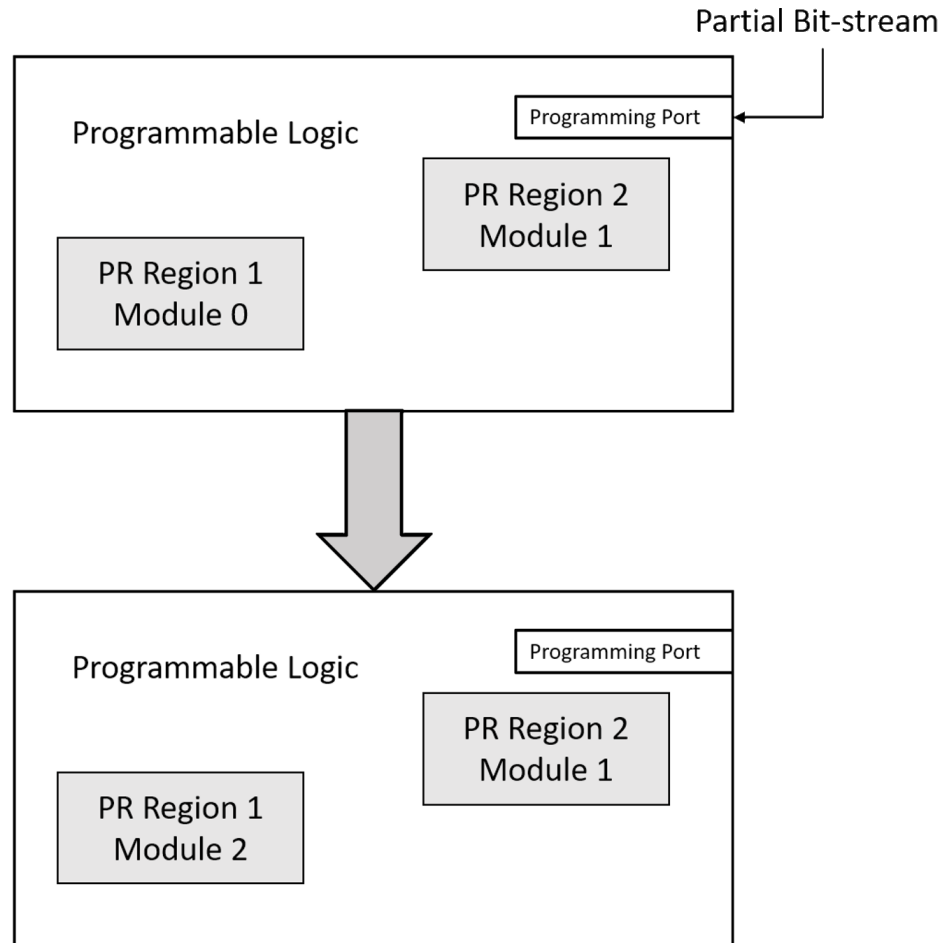 Partial Bit-stream
Programmable Logic
Programming Port
PR Region 2
Module 1
PR Region 1
Module 0
Programmable Logic
Programming Port
PR Region 2
Module 1
PR Region 1
Module 2